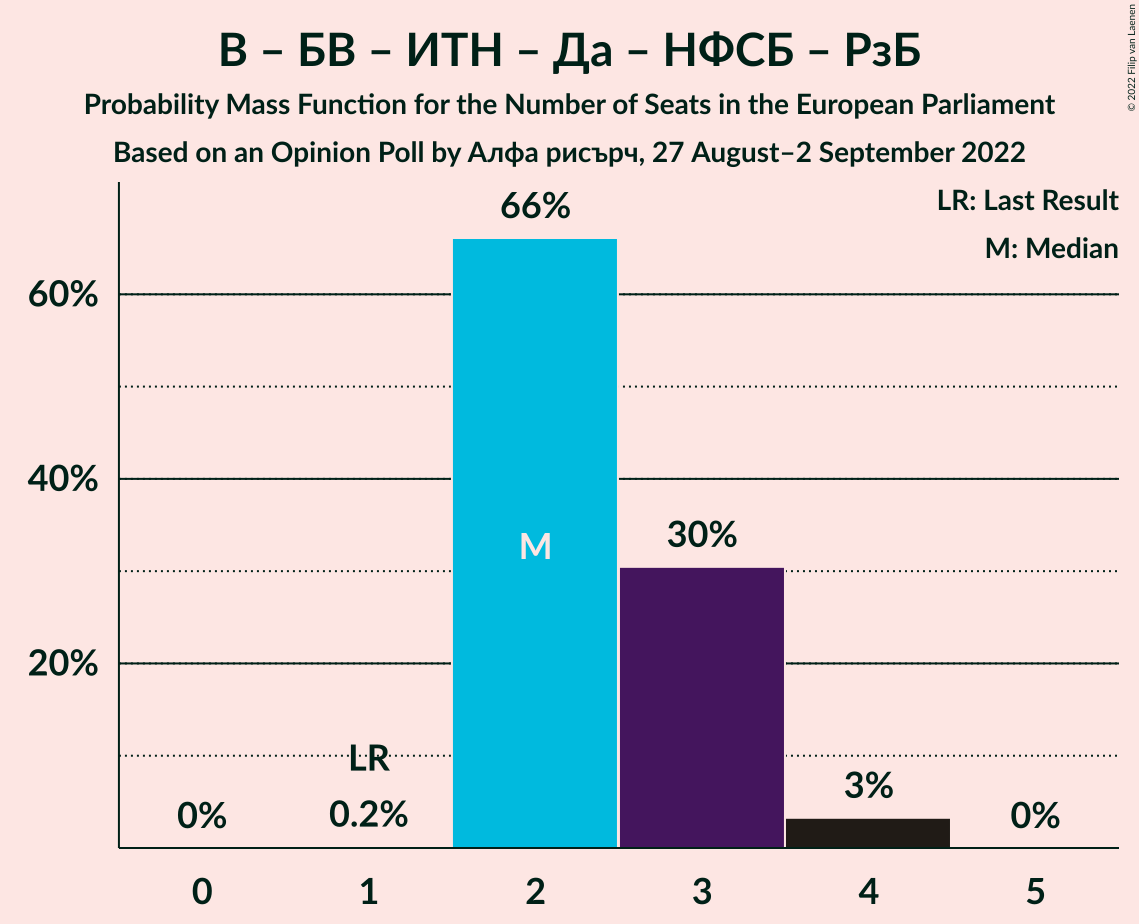 В – БВ – ИТН – Да – НФСБ – РзБ
Probability Mass Function for the Number of Seats in the European Parliament
Based on an Opinion Poll by Алфа рисърч, 27 August–2 September 2022
© 2022 Filip van Laenen
LR: Last Result
M: Median
66%
60%
M
30%
40%
20%
LR
0%
0.2%
3%
0%
0
1
2
3
4
5